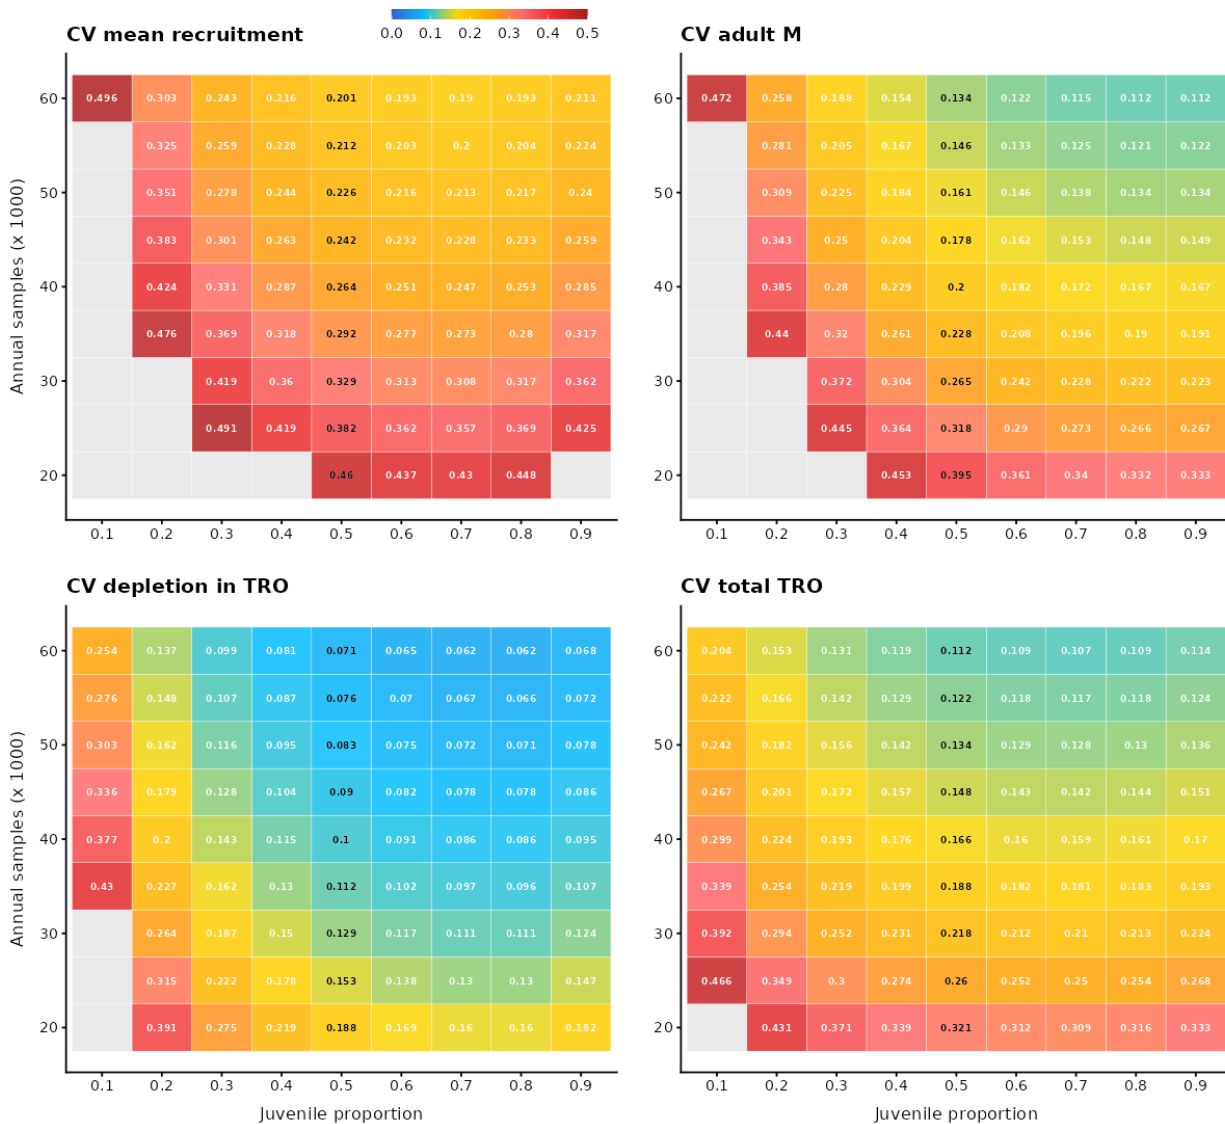 CV mean recruitment
0.0 0.1 0.2 0.3 0.4 0.5
Annual samples (x 1000)
60 0.496 0.303 0.243 0.216 0.201 0.193 0.19 0.193 0.211
0.325 0.259 0.228 0.212 0.203 0.2 0.204 0.224
50 0.351 0.278 0.244 0.226 0.216 0.213 0.217 0.24
0.383 0.301 0.263 0.242 0.232 0.228 0.233 0.259
40 0.424 0.331 0.287 0.264 0.251 0.247 0.253 0.285
0.476 0.369 0.318 0.292 0.277 0.273 0.28 0.317
30 0.419 0.36 0.329 0.313 0.308 0.317 0.362
0.491 0.419 0.382 0.362 0.357 0.369 0.425
20 0.46 0.437 0.43 0.448
0.1 0.2 0.3 0.4 0.5 0.6 0.7 0.8 0.9
CV adult M
60 0.472 0.258 0.188 0.154 0.134 0.122 0.115 0.112 0.112
0.281 0.205 0.167 0.146 0.133 0.125 0.121 0.122
50 0.309 0.225 0.184 0.161 0.146 0.138 0.134 0.134
0.343 0.25 0.204 0.178 0.162 0.153 0.148 0.149
40 0.385 0.28 0.229 0.2 0.182 0.172 0.167 0.167
0.44 0.32 0.261 0.228 0.208 0.196 0.19 0.191
30 0.372 0.304 0.265 0.242 0.228 0.222 0.223
0.445 0.364 0.318 0.29 0.273 0.266 0.267
20 0.453 0.395 0.361 0.34 0.332 0.333
0.1 0.2 0.3 0.4 0.5 0.6 0.7 0.8 0.9
CV depletion in TRO
Annual samples (x 1000)
60 0.254 0.137 0.099 0.081 0.071 0.065 0.062 0.062 0.068
0.276 0.148 0.107 0.087 0.076 0.07 0.067 0.066 0.072
50 0.303 0.162 0.116 0.095 0.083 0.075 0.072 0.071 0.078
0.336 0.179 0.128 0.104 0.09 0.082 0.078 0.078 0.086
40 0.377 0.2 0.143 0.115 0.1 0.091 0.086 0.086 0.095
0.43 0.227 0.162 0.13 0.112 0.102 0.097 0.096 0.107
30 0.264 0.187 0.15 0.129 0.117 0.111 0.111 0.124
0.315 0.222 0.178 0.153 0.138 0.13 0.13 0.147
20 0.391 0.275 0.219 0.188 0.169 0.16 0.16 0.182
0.1 0.2 0.3 0.4 0.5 0.6 0.7 0.8 0.9
Juvenile proportion
CV total TRO
60 0.204 0.153 0.131 0.119 0.112 0.109 0.107 0.109 0.114
0.222 0.166 0.142 0.129 0.122 0.118 0.117 0.118 0.124
50 0.242 0.182 0.156 0.142 0.134 0.129 0.128 0.13 0.136
0.267 0.201 0.172 0.157 0.148 0.143 0.142 0.144 0.151
40 0.299 0.224 0.193 0.176 0.166 0.16 0.159 0.161 0.17
0.339 0.254 0.219 0.199 0.188 0.182 0.181 0.183 0.193
30 0.392 0.294 0.252 0.231 0.218 0.212 0.21 0.213 0.224
0.466 0.349 0.3 0.274 0.26 0.252 0.25 0.254 0.268
20 0.431 0.371 0.339 0.321 0.312 0.309 0.316 0.333
0.1 0.2 0.3 0.4 0.5 0.6 0.7 0.8 0.9
Juvenile proportion